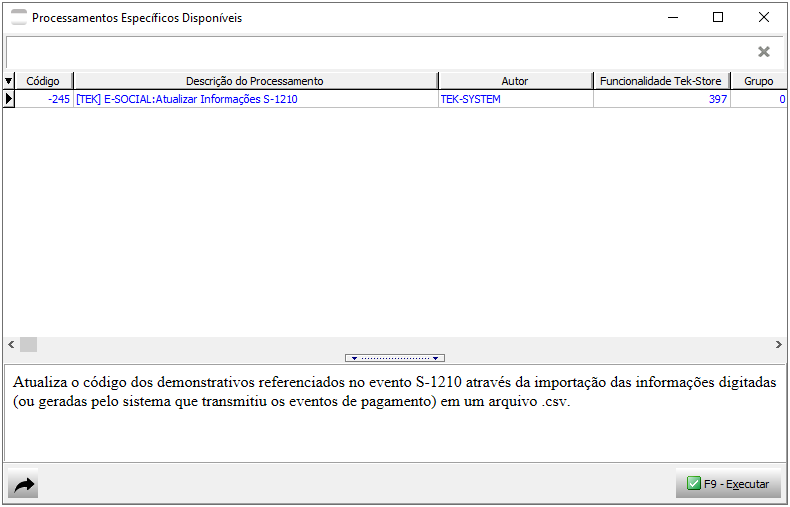 Processamentos Específicos Disponíveis
Código Descrição do Processamento Autor Funcionalidade Tek-Store Grupo
-245 [TEK] E-SOCIAL:Atualizar Informações S-1210 TEK-SYSTEM 397 0
Atualiza o código dos demonstrativos referenciados no evento S-1210 através da importação das informações digitadas
(ou geradas pelo sistema que transmitiu os eventos de pagamento) em um arquivo .csv.
F9 - Executar